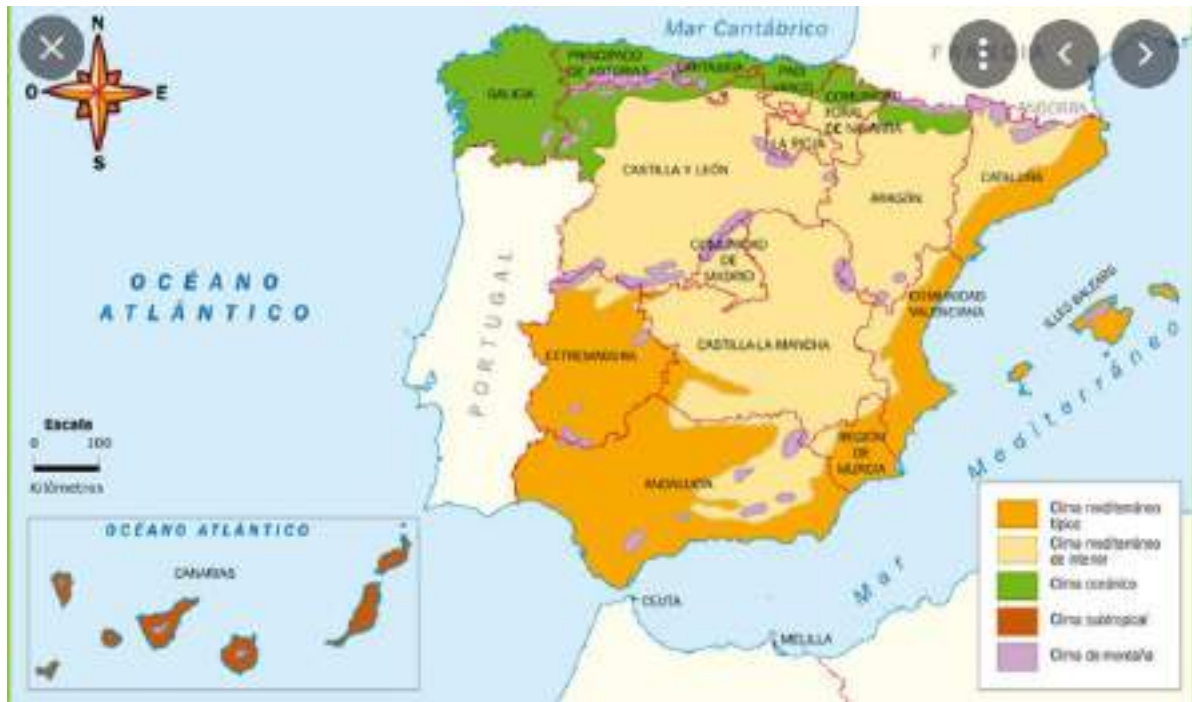 N
O
E
S
Mar Cantábrico
FRANCIA
PRINCIPADO
DE ASTURIAS
CANTABRIA
PAÍS
VASCO
GALICIA
COMUNIDAD
FORAL
DE NAVARRA
ANDORRA
LA RIOJA
CASTILLA Y LEÓN
CATALUÑA
ARAGÓN
COMUNIDAD
DE
MADRID
OCÉANO
ATLÁNTICO
PORTUGAL
COMUNIDAD
VALENCIANA
ILLES BALEARS
CASTILLA-LA MANCHA
EXTREMADURA
Mar Mediterráneo
REGIÓN
DE
MURCIA
ANDALUCÍA
Escala
0 100
Kilómetros
OCÉANO ATLÁNTICO
CANARIAS
CEUTA
MELILLA
Clima mediterráneo
típico
Clima mediterráneo
de interior
Clima oceánico
Clima subtropical
Clima de montaña